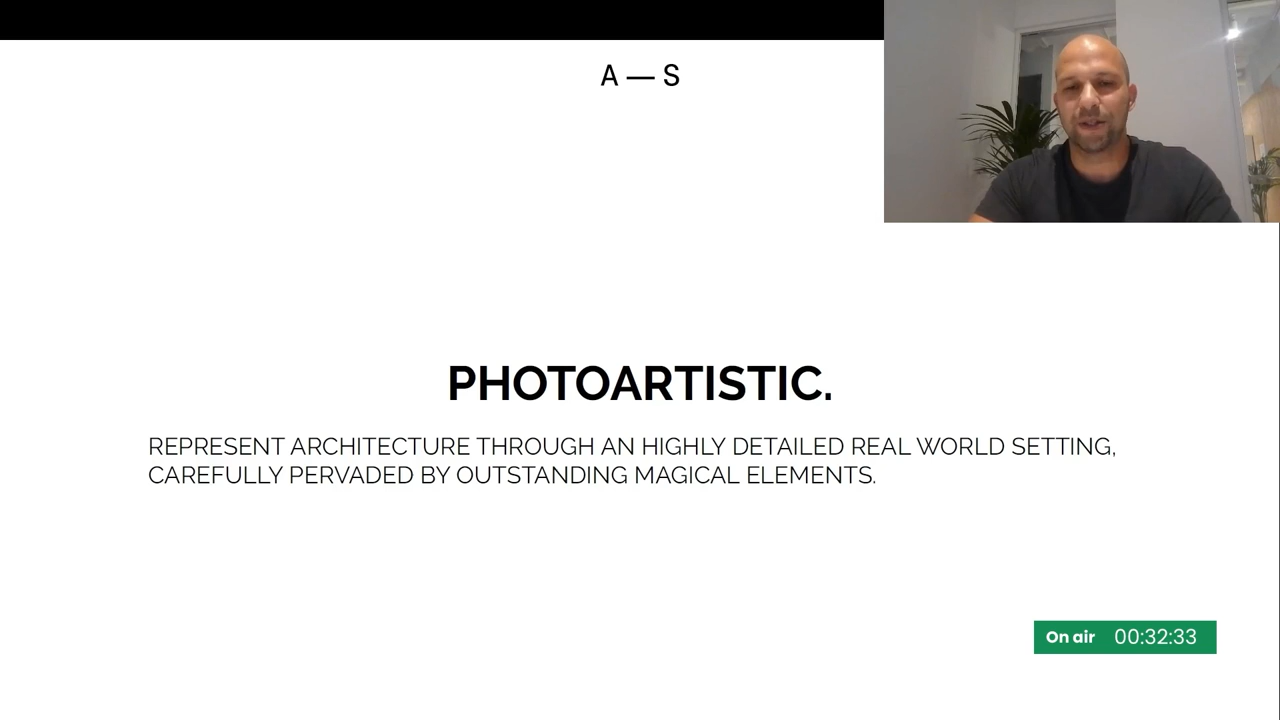 A — S
PHOTOARTISTIC.
REPRESENT ARCHITECTURE THROUGH AN HIGHLY DETAILED REAL WORLD SETTING,
CAREFULLY PERVADED BY OUTSTANDING MAGICAL ELEMENTS.
On air 00:32:33